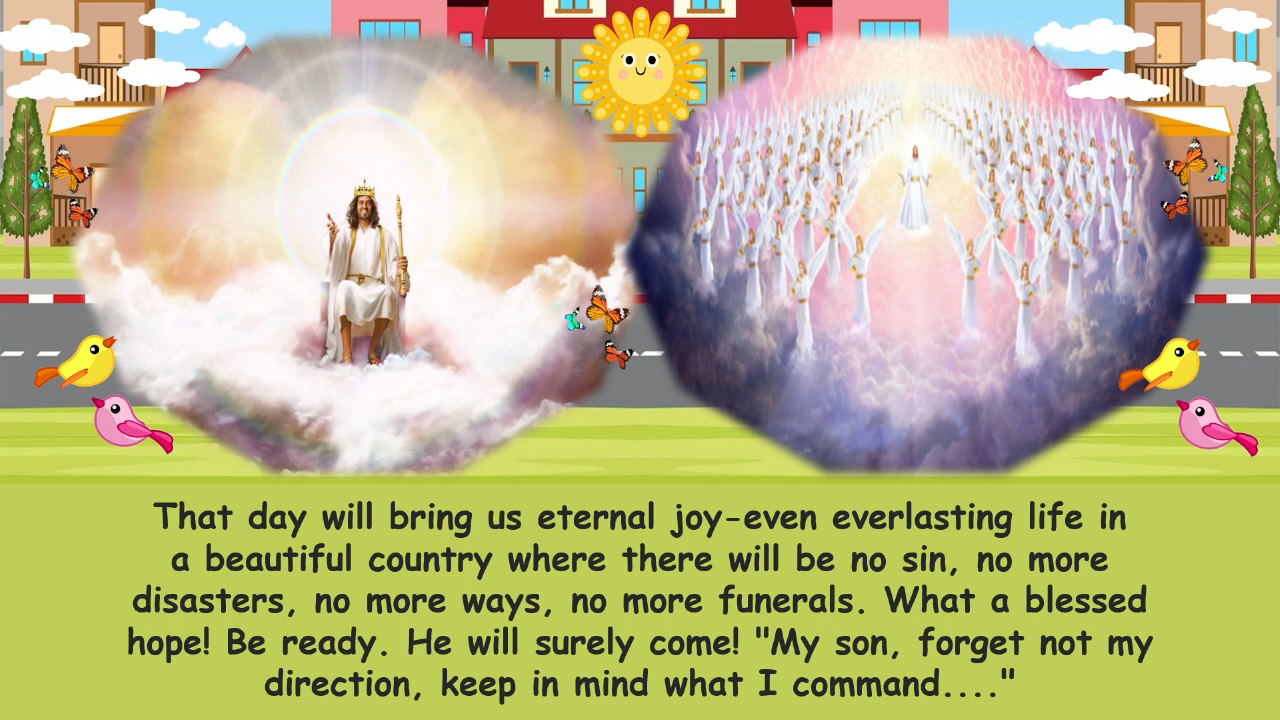 That day will bring us eternal joy-even everlasting life in
a beautiful country where there will be no sin, no more
disasters, no more ways, no more funerals. What a blessed
hope! Be ready. He will surely come! "My son, forget not my
direction, keep in mind what I command...."